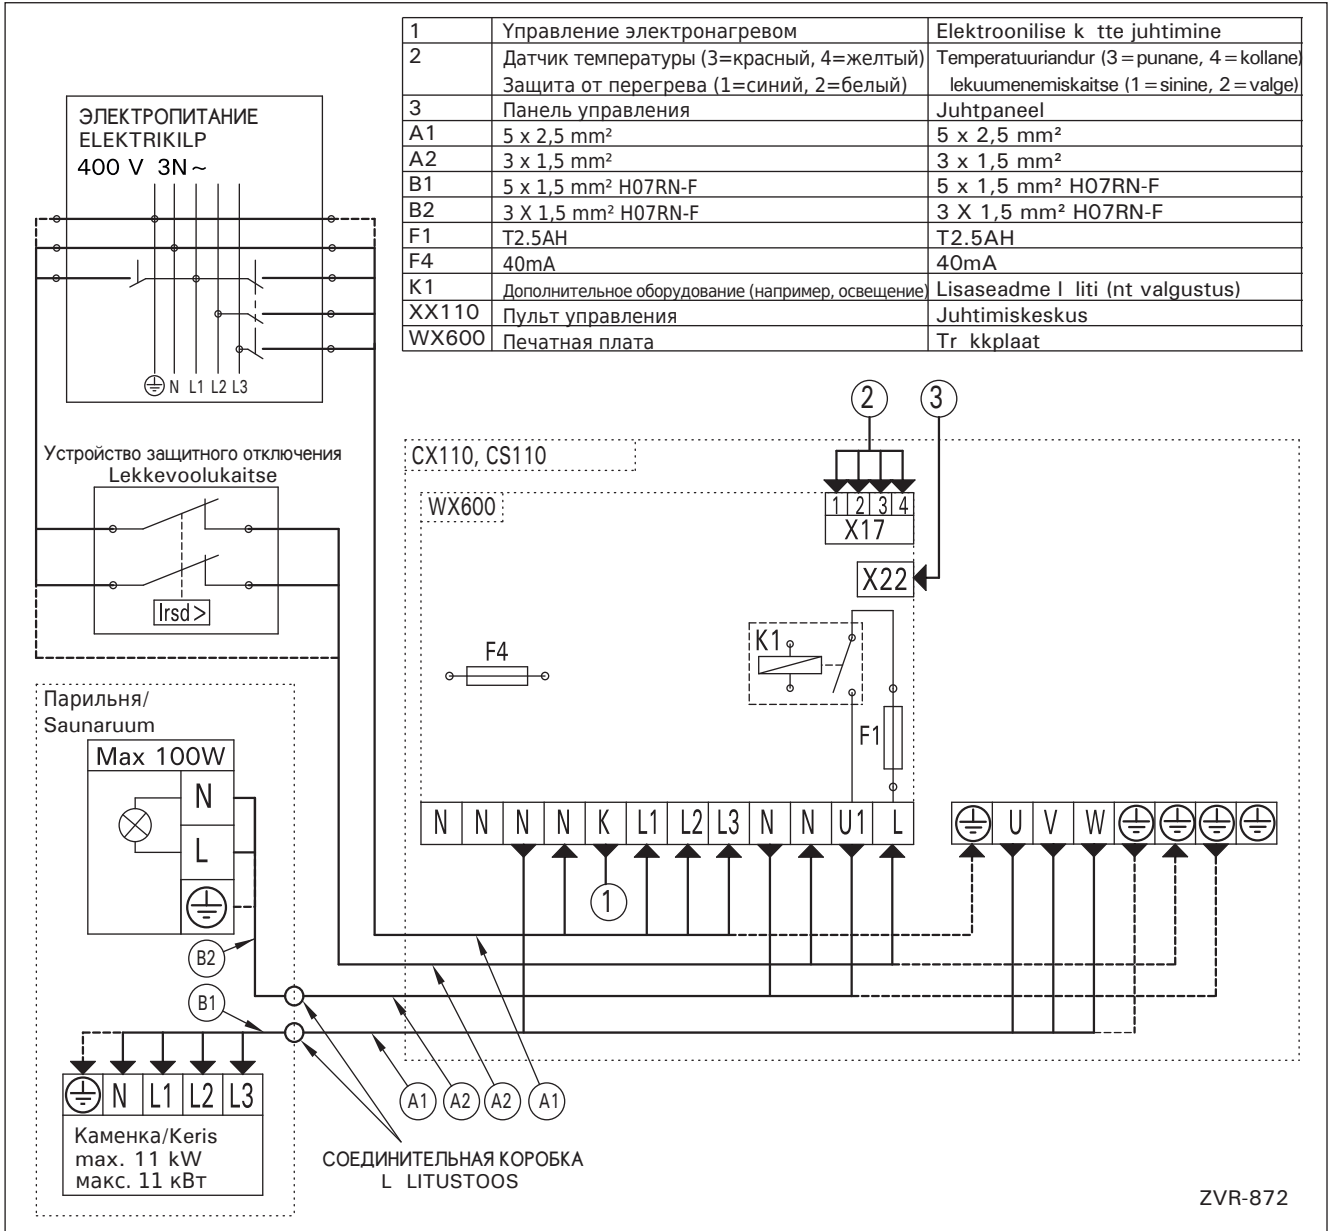 1 Управление электронагревом Elektroonilise k tte juhtimine
2 Датчик температуры (3=красный, 4=желтый) Temperatuuriandur (3=punane, 4=kollane)
Защита от перегрева (1=синий, 2=белый) lekuumenemiskaitse (1=sinine, 2=valge)
3 Панель управления Juhtpaneel
A1 5 x 2,5 mm² 5 x 2,5 mm²
A2 3 x 1,5 mm² 3 x 1,5 mm²
B1 5 x 1,5 mm² H07RN-F 5 x 1,5 mm² H07RN-F
B2 3 X 1,5 mm² H07RN-F 3 X 1,5 mm² H07RN-F
F1 T2.5AH T2.5AH
F4 40mA 40mA
K1 Дополнительное оборудование (например, освещение) Lisaseadme l liti (nt valgustus)
XX110 Пульт управления Juhtimiskeskus
WX600 Печатная плата Tr kkplaat
ЭЛЕКТРОПИТАНИЕ
ELEKTRIKILP
400 V 3N~
N L1 L2 L3
Устройство защитного отключения
Lekkevoolukaitse
Irsd>
2 3
CX110, CS110
WX600
1 2 3 4
X17
X22
K1
F4
F1
Парильня/
Saunaruum
Max 100W
N
L
N N N N K L1 L2 L3 N N U1 L
U V W
1
B2
B1
N L1 L2 L3
A1 A2 A2 A1
Каменка/Keris
max. 11 kW
макс. 11 кВт
СОЕДИНИТЕЛЬНАЯ КОРОБКА
L LITUSTOOS
ZVR-872